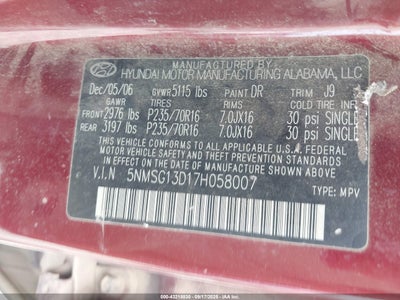 HYUNDAI MOTOR MANUFACTURING ALABAMA, LLC
Dec/05/06 GVWR 5115 lbs PAINT DR TRIM J9
GAWR TIRES RIMS COLD TIRE INF.
FRONT 2976 lbs P235/70R16 7.0JX16 30 PSI SINGLE
REAR 3197 lbs P235/70R16 7.0JX16 30 PSI SINGLE
THIS VEHICLE CONFORMS TO ALL APPLICABLE
FEDERAL MOTOR VEHICLE SAFETY, BUMPER, AND
THEFT PREVENTION STANDARDS IN EFFECT ON
THE DATE OF MANUFACTURE SHOWN ABOVE.
V.I.N 5NMSG13D17H058007
TYPE: MPV